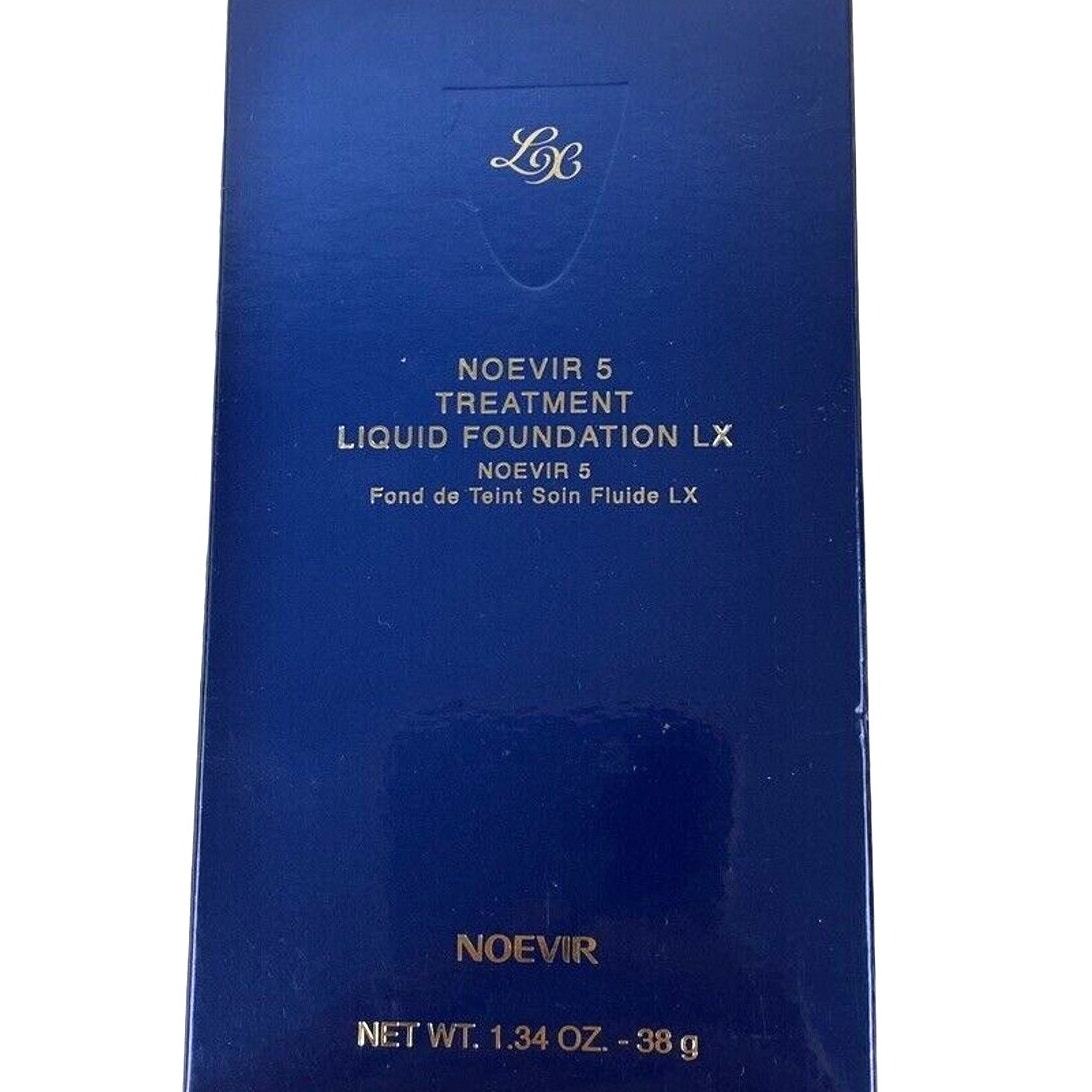 Lx
NOEVIR 5
TREATMENT
LIQUID FOUNDATION LX
NOEVIR 5
Fond de Teint Soin Fluide LX
NOEVIR
NET WT. 1.34 OZ. - 38 g